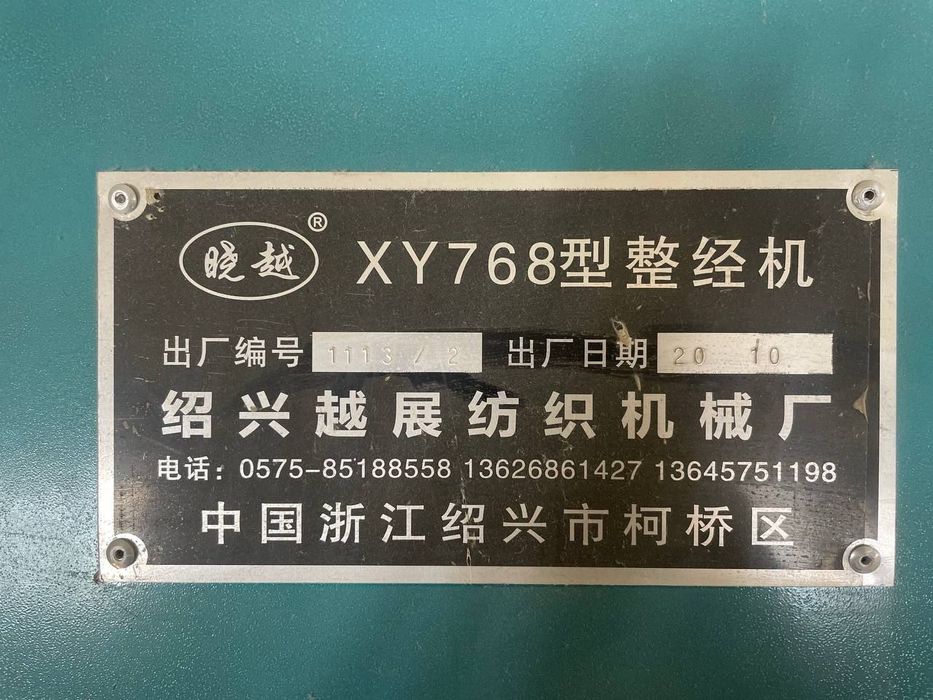 晓越® XY768型整经机
出厂编号 1113/2 出厂日期 20 10
绍兴越展纺织机械厂
电话：0575-85188558 13626861427 13645751198
中国浙江绍兴市柯桥区